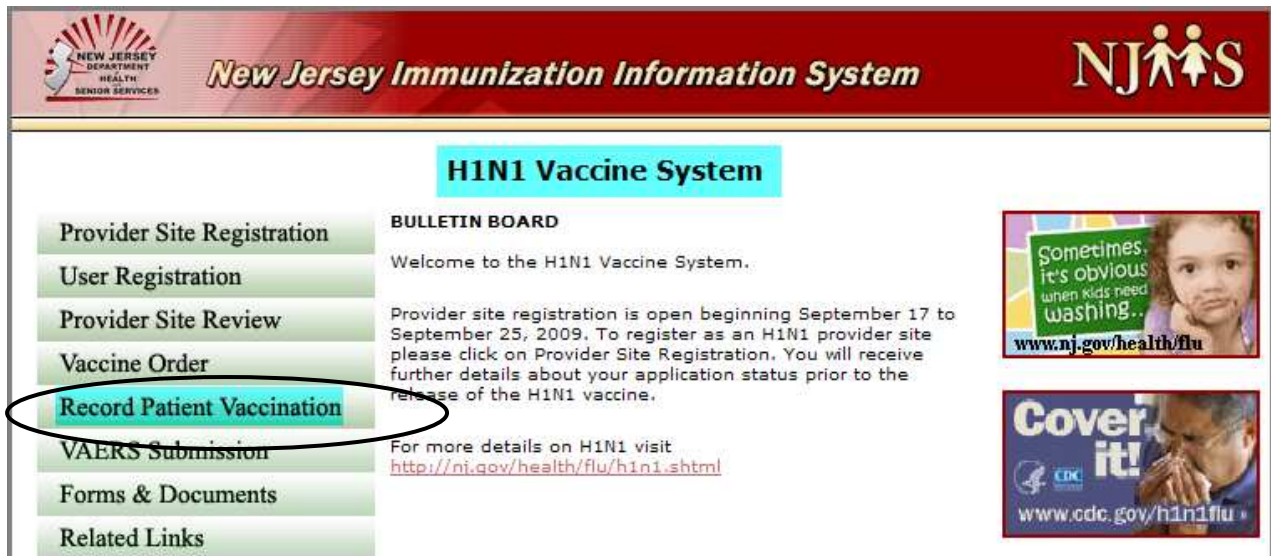 NEW JERSEY
DEPARTMENT
HEALTH
AND
SENIOR SERVICES
New Jersey Immunization Information System
NJIIS
H1N1 Vaccine System
Provider Site Registration
User Registration
Provider Site Review
Vaccine Order
Record Patient Vaccination
VAERS Submission
Forms & Documents
Related Links
BULLETIN BOARD
Welcome to the H1N1 Vaccine System.
Provider site registration is open beginning September 17 to
September 25, 2009. To register as an H1N1 provider site
please click on Provider Site Registration. You will receive
further details about your application status prior to the
release of the H1N1 vaccine.
For more details on H1N1 visit
http://nj.gov/health/flu/h1n1.shtml
Sometimes,
it's obvious
when kids need
washing..
www.nj.gov/health/flu
Cover
it!
CDC
www.cdc.gov/h1n1flu